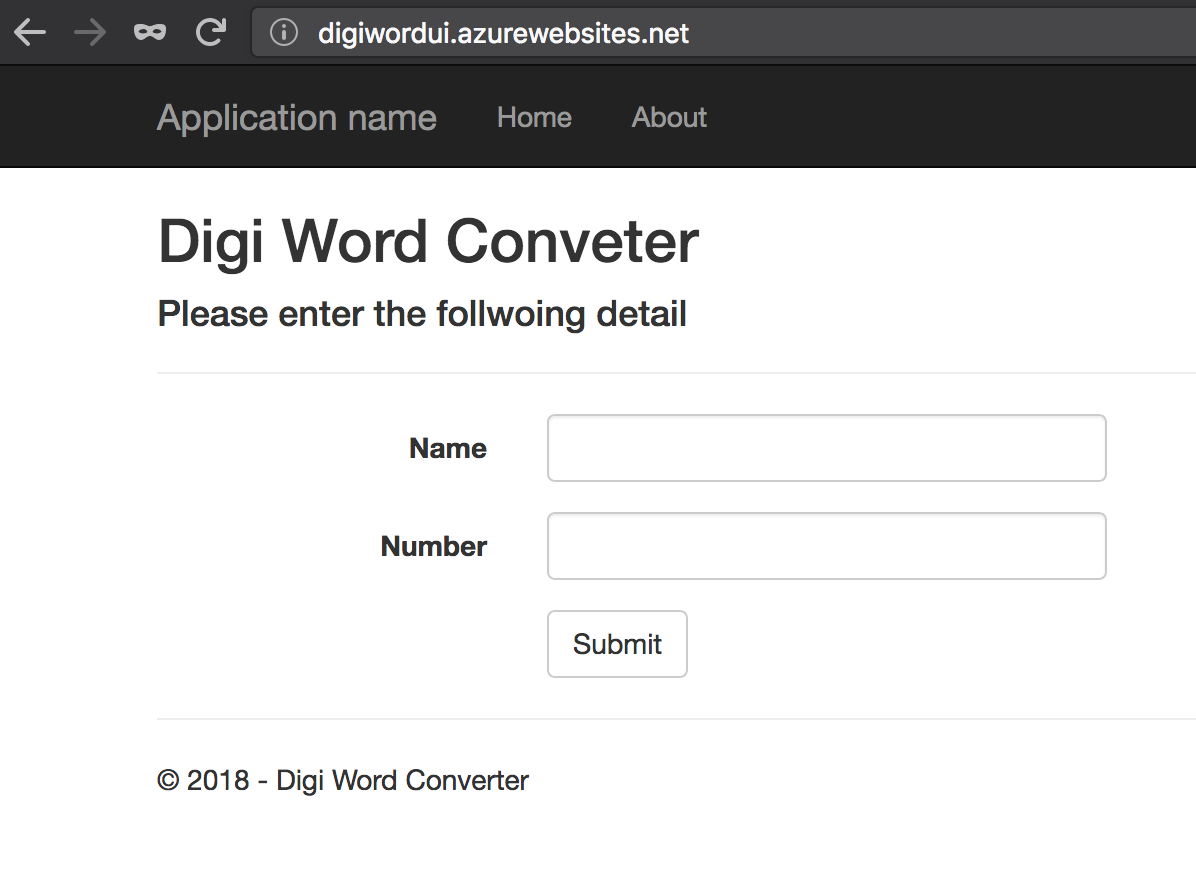 digiwordui.azurewebsites.net
Application name Home About
Digi Word Conveter
Please enter the follwoing detail
Name
Number
Submit
© 2018 - Digi Word Converter